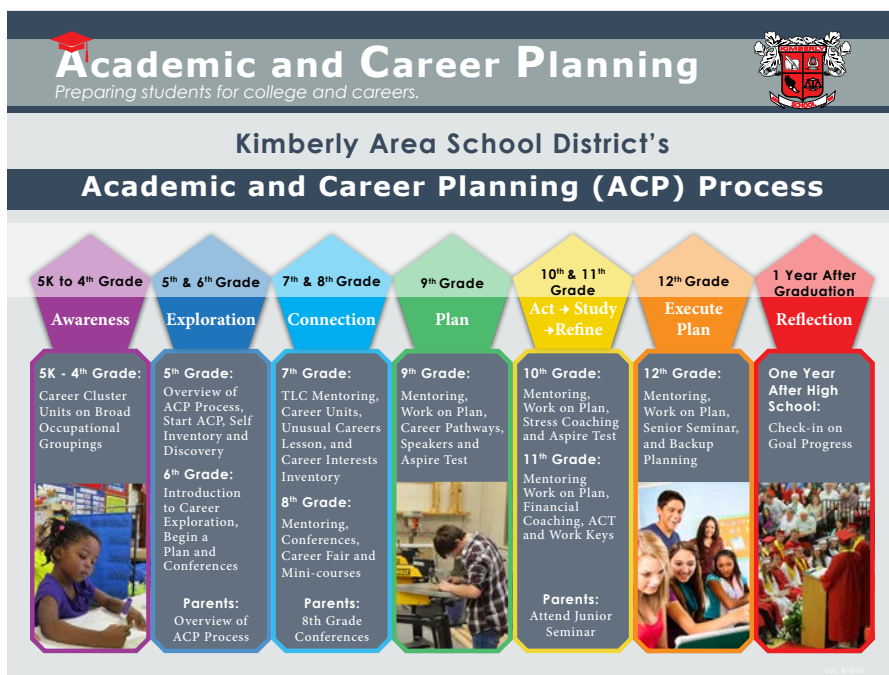 Academic and Career Planning
Preparing students for college and careers.
KIMBERLY
SCHOOL
Kimberly Area School District's
Academic and Career Planning (ACP) Process
5K to 4th Grade
Awareness
5K - 4th Grade:
Career Cluster
Units on Broad
Occupational
Groupings
5th & 6th Grade
Exploration
5th Grade:
Overview of
ACP Process,
Start ACP, Self
Inventory and
Discovery
6th Grade:
Introduction
to Career
Exploration,
Begin a
Plan and
Conferences
Parents:
Overview of
ACP Process
7th & 8th Grade
Connection
7th Grade:
TLC Mentoring,
Career Units,
Unusual Careers
Lesson, and
Career Interests
Inventory
8th Grade:
Mentoring,
Conferences,
Career Fair and
Mini-courses
Parents:
8th Grade
Conferences
9th Grade
Plan
9th Grade:
Mentoring,
Work on Plan,
Career Pathways,
Speakers and
Aspire Test
10th & 11th
Grade
Act → Study
→Refine
10th Grade:
Mentoring,
Work on Plan,
Stress Coaching
and Aspire Test
11th Grade:
Mentoring
Work on Plan,
Financial
Coaching, ACT
and Work Keys
Parents:
Attend Junior
Seminar
12th Grade
Execute
Plan
12th Grade:
Mentoring,
Work on Plan,
Senior Seminar,
and Backup
Planning
1 Year After
Graduation
Reflection
One Year
After High
School:
Check-in on
Goal Progress